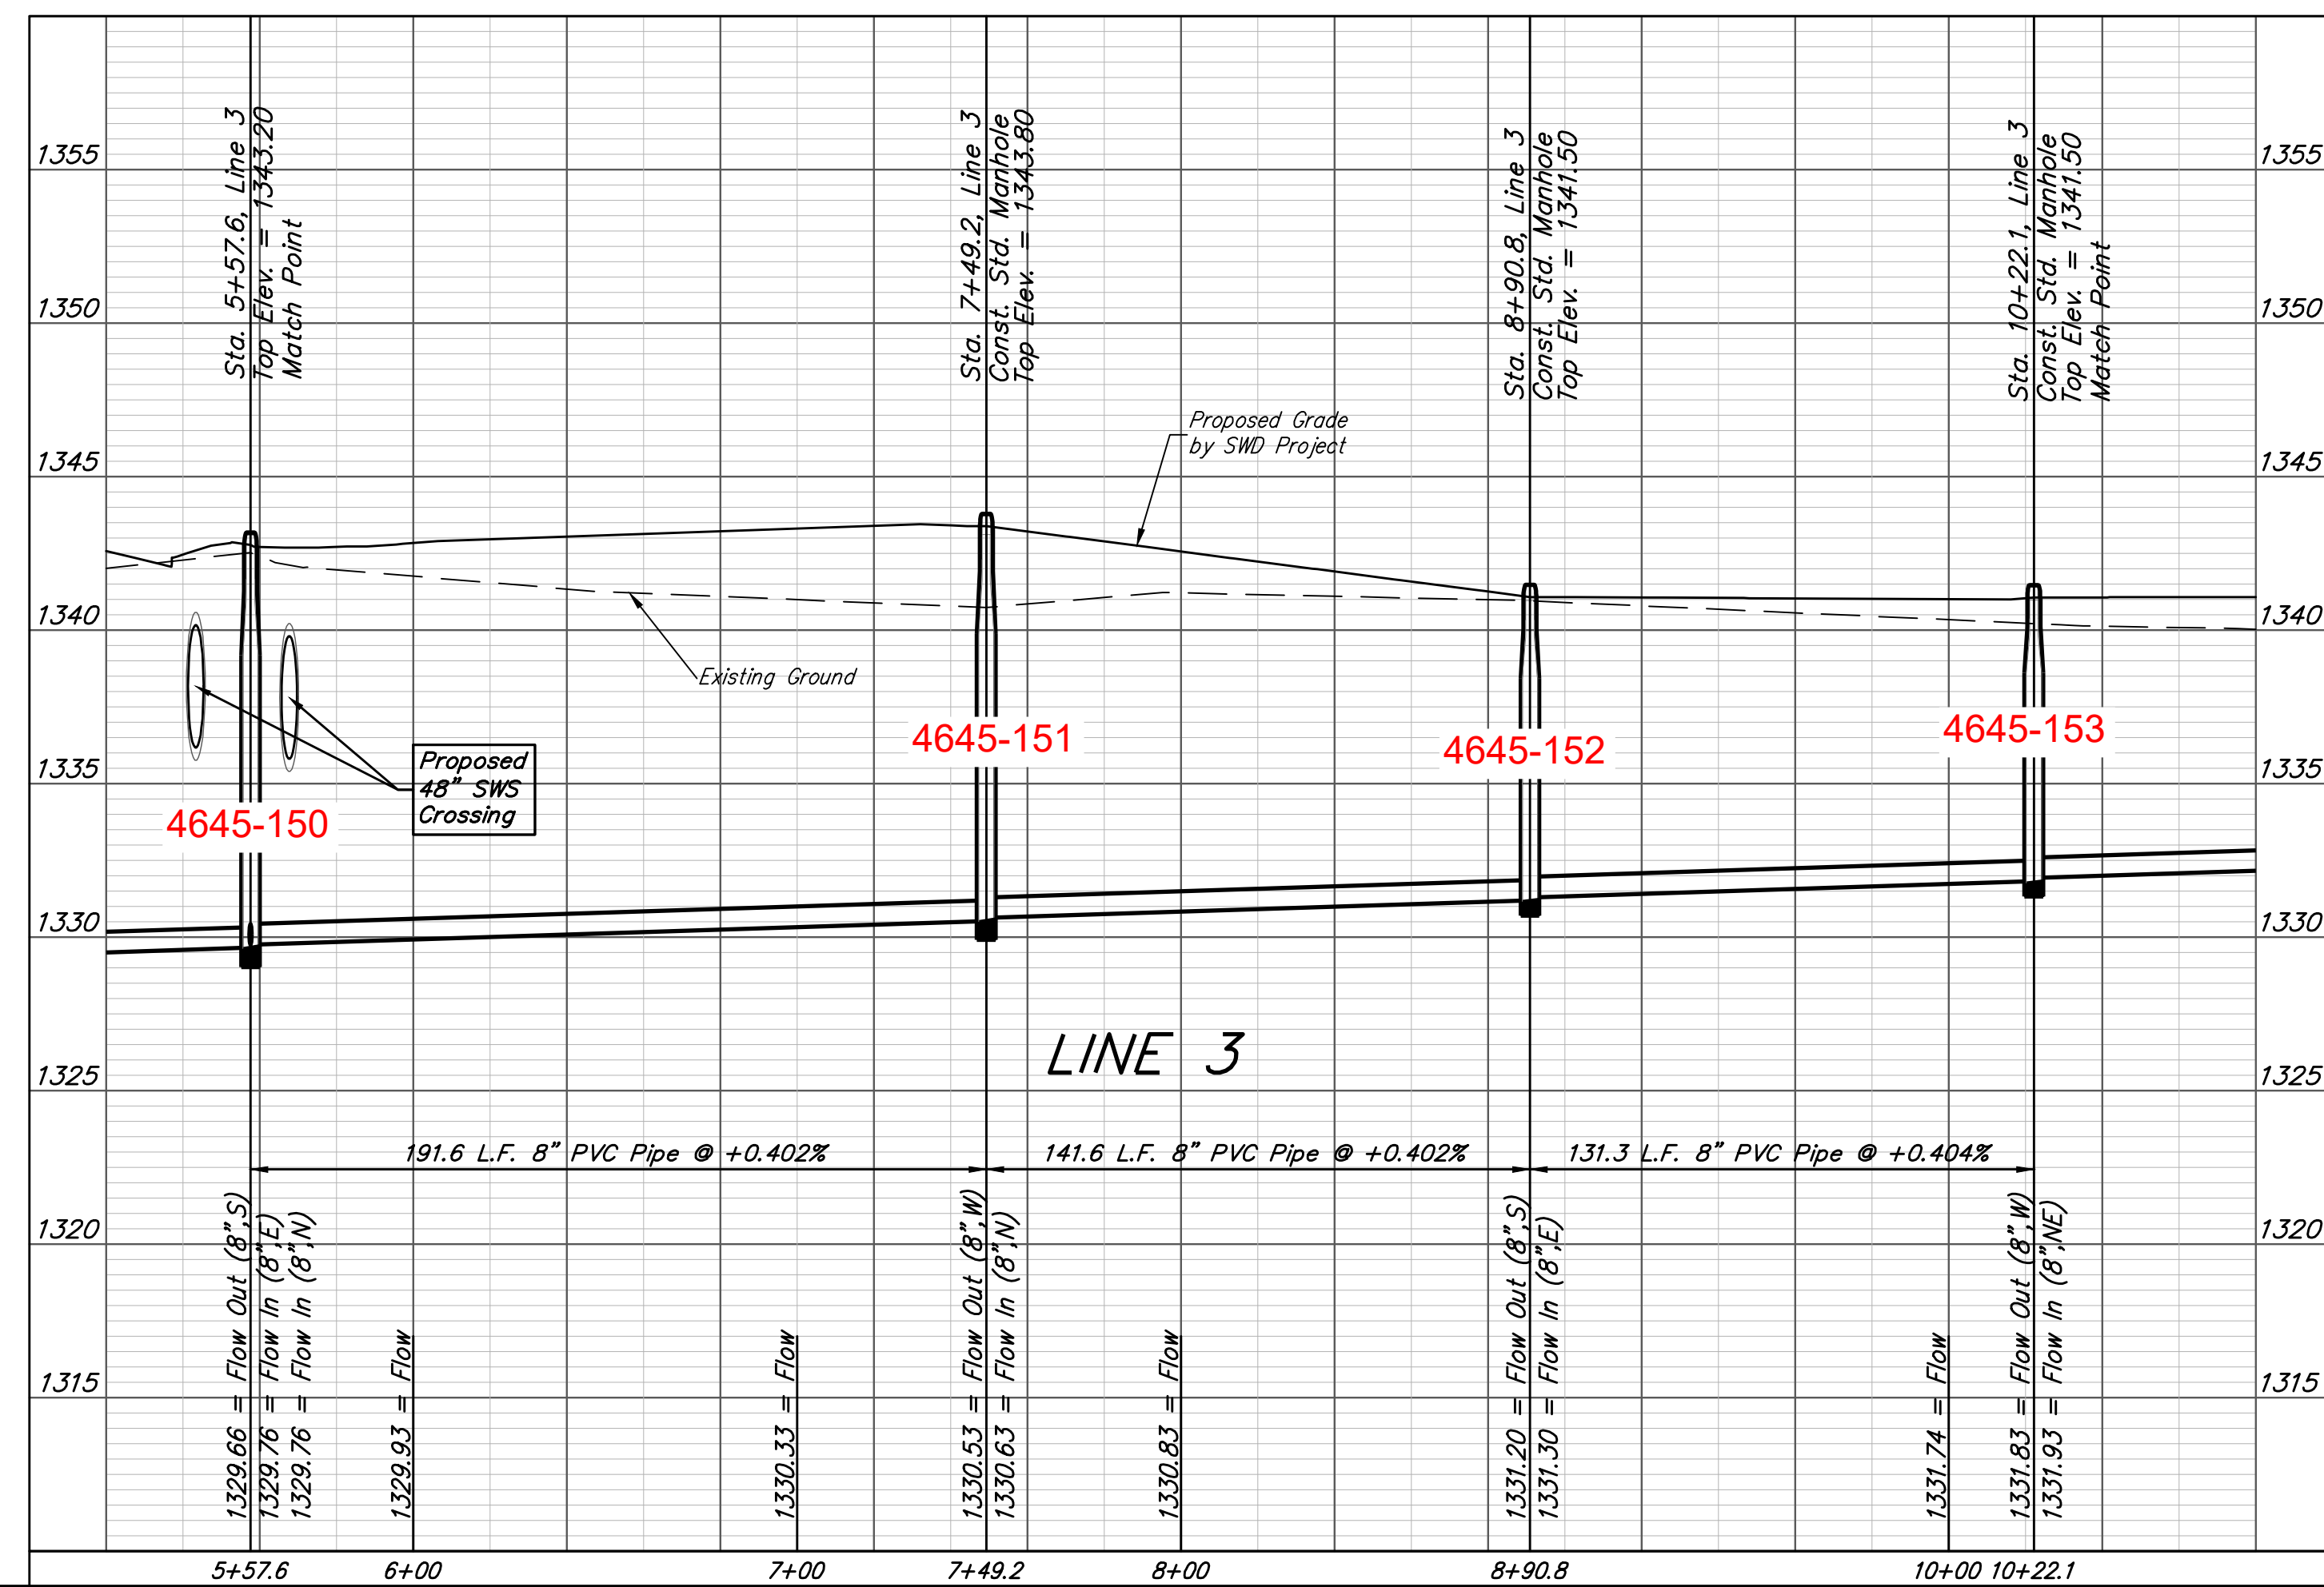 Sta. 5+57.6, Line 3
Top Elev. = 1343.20
Match Point
Sta. 7+49.2, Line 3
Const. Std. Manhole
Top Elev. = 1343.80
Sta. 8+90.8, Line 3
Const. Std. Manhole
Top Elev. = 1341.50
Sta. 10+22.1, Line 3
Const. Std. Manhole
Top Elev. = 1341.50
Match Point
1355
1355
1350
1350
1345
1345
1340
1340
1335
1335
1330
1330
1325
1325
1320
1320
1315
1315
Proposed Grade
by SWD Project
Existing Ground
Proposed
48" SWS
Crossing
4645-150
4645-151
4645-152
4645-153
LINE 3
191.6 L.F. 8" PVC Pipe @ +0.402%
141.6 L.F. 8" PVC Pipe @ +0.402%
131.3 L.F. 8" PVC Pipe @ +0.404%
1329.66 = Flow Out (8",S)
1329.76 = Flow In (8",E)
1329.76 = Flow In (8",N)
1329.93 = Flow
1330.33 = Flow
1330.53 = Flow Out (8",W)
1330.63 = Flow In (8",N)
1330.83 = Flow
1331.20 = Flow Out (8",S)
1331.30 = Flow In (8",E)
1331.74 = Flow
1331.83 = Flow Out (8",W)
1331.93 = Flow In (8",NE)
5+57.6
6+00
7+00
7+49.2
8+00
8+90.8
10+00
10+22.1